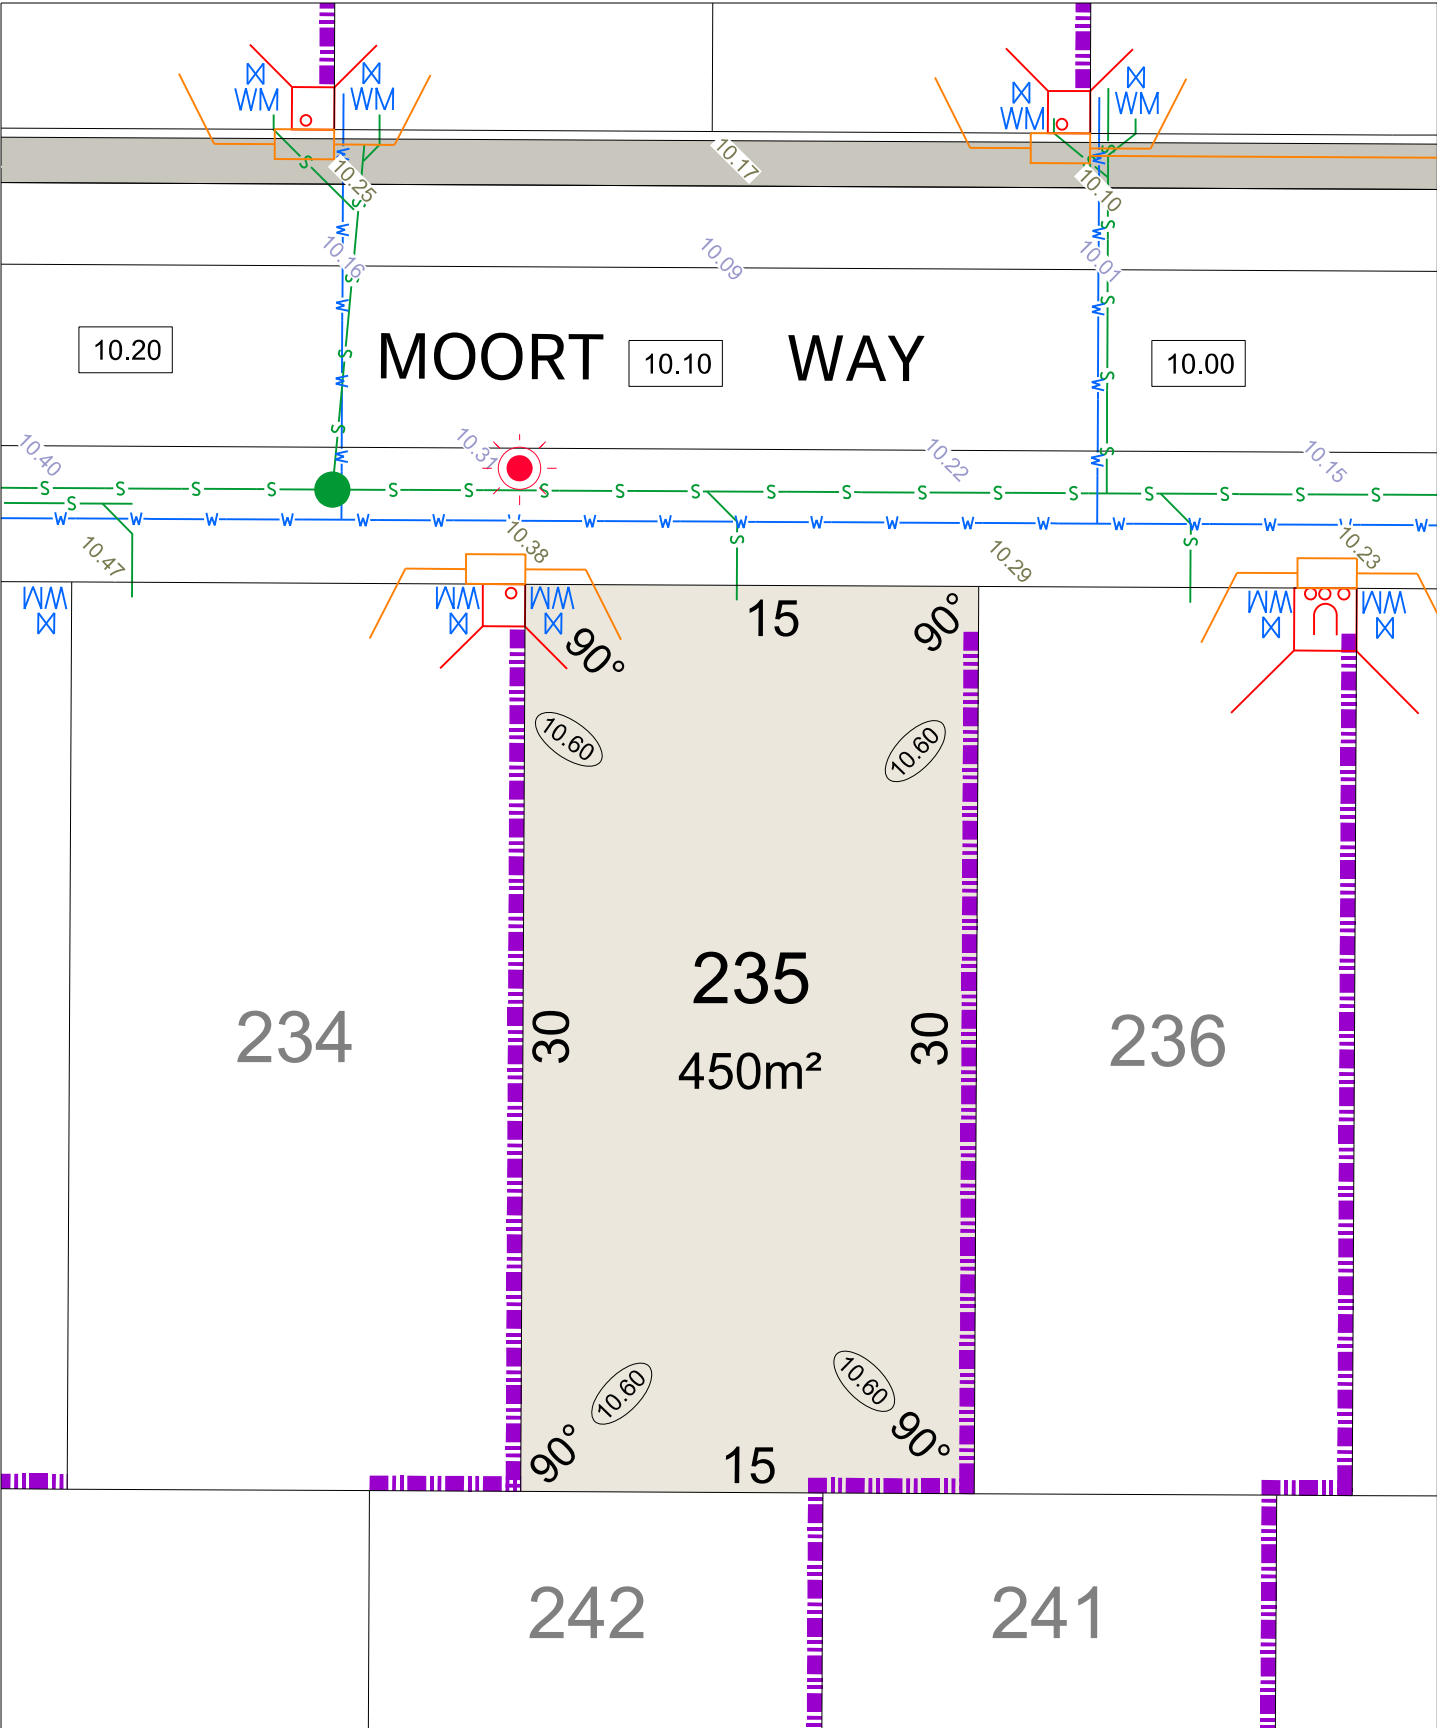 WM
WM
WM
WM
S
W
S
10.25
10.17
10.10
W
S
W
S
W
S
W
S
10.16
10.09
10.01
S
W
W
S
10.20
MOORT
10.10
WAY
10.00
S
W
W
S
S
W
W
S
10.40
10.31
10.22
10.15
S S S S S S S S S S S S S S S S S S
S
W W W W W W W W W W W W W W W W W W W
10.47
10.38
S
10.29
S
10.23
WM
WM
WM
WM
WM
15
90°
90°
10.60
10.60
235
234
30
30
236
450m²
10.60
10.60
90°
90°
15
242
241